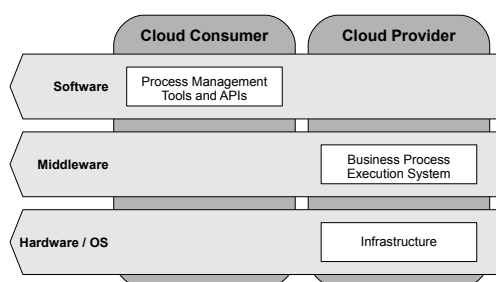 Cloud Consumer
Cloud Provider
Software
Process Management
Tools and APIs
Middleware
Business Process
Execution System
Hardware / OS
Infrastructure